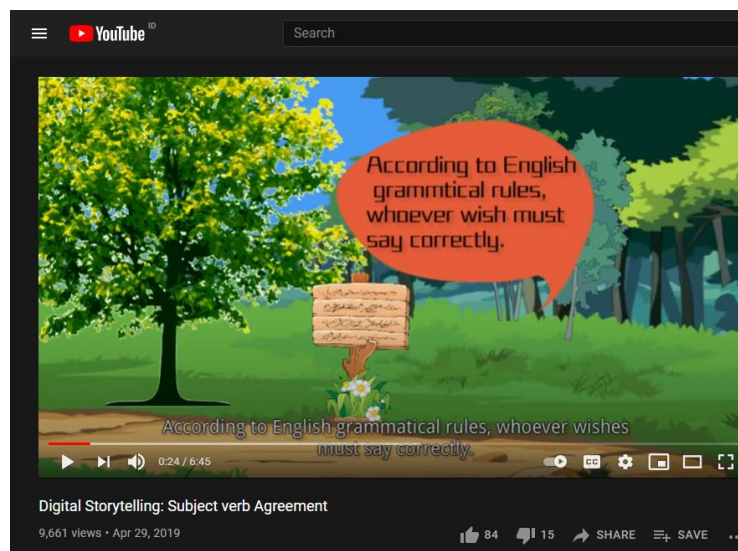 YouTube ID
Search
According to English
grammtical rules,
whoever wish must
say correctly.
According to English grammatical rules, whoever wishes
must say correctly.
0:24 / 6:45
CC
Digital Storytelling: Subject verb Agreement
9,661 views • Apr 29, 2019
84 15 SHARE SAVE